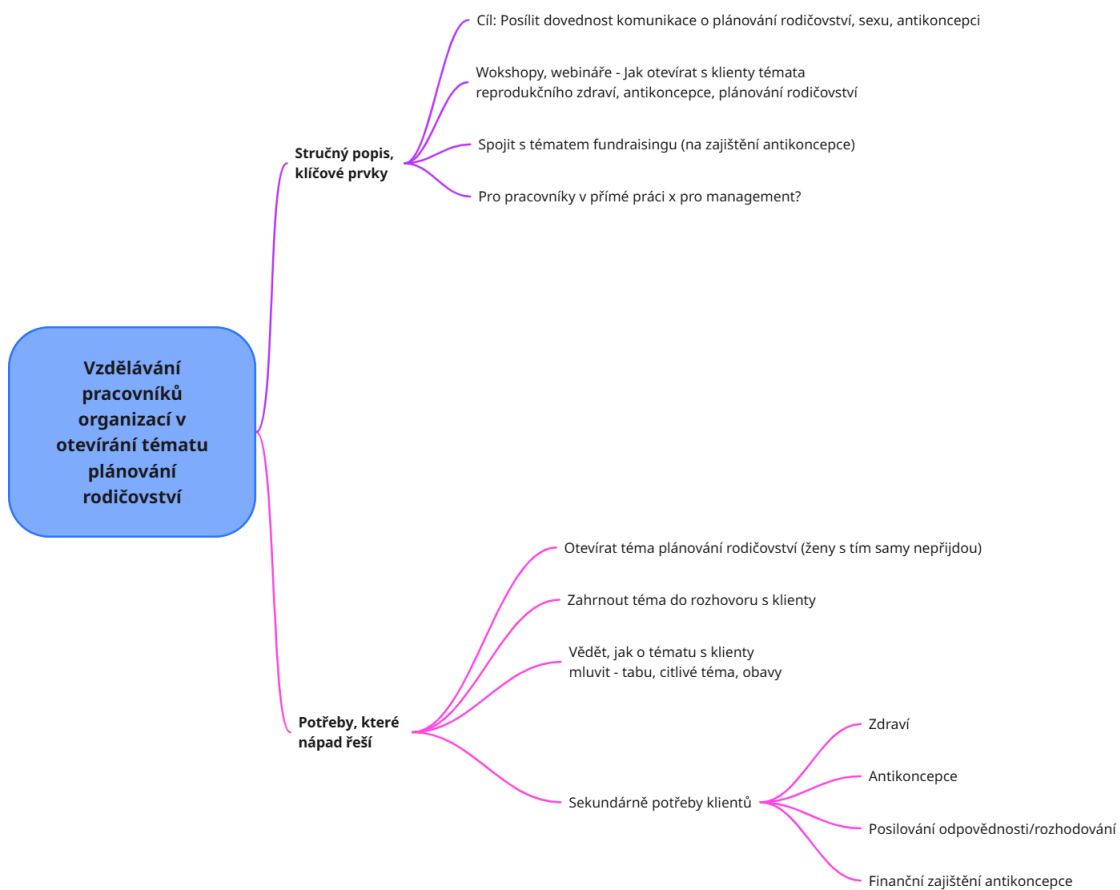 Vzdělávání
pracovníků
organizací v
otevírání tématu
plánování
rodičovství
Stručný popis,
klíčové prvky
Cíl: Posílit dovednost komunikace o plánování rodičovství, sexu, antikoncepci
Wokshopy, webináře - Jak otevírat s klienty témata
reprodukčního zdraví, antikoncepce, plánování rodičovství
Spojit s tématem fundraisingu (na zajištění antikoncepce)
Pro pracovníky v přímé práci x pro management?
Potřeby, které
nápad řeší
Otevírat téma plánování rodičovství (ženy s tím samy nepřijdou)
Zahrnout téma do rozhovoru s klienty
Vědět, jak o tématu s klienty
mluvit - tabu, citlivé téma, obavy
Sekundárně potřeby klientů
Zdraví
Antikoncepce
Posilování odpovědnosti/rozhodování
Finanční zajištění antikoncepce